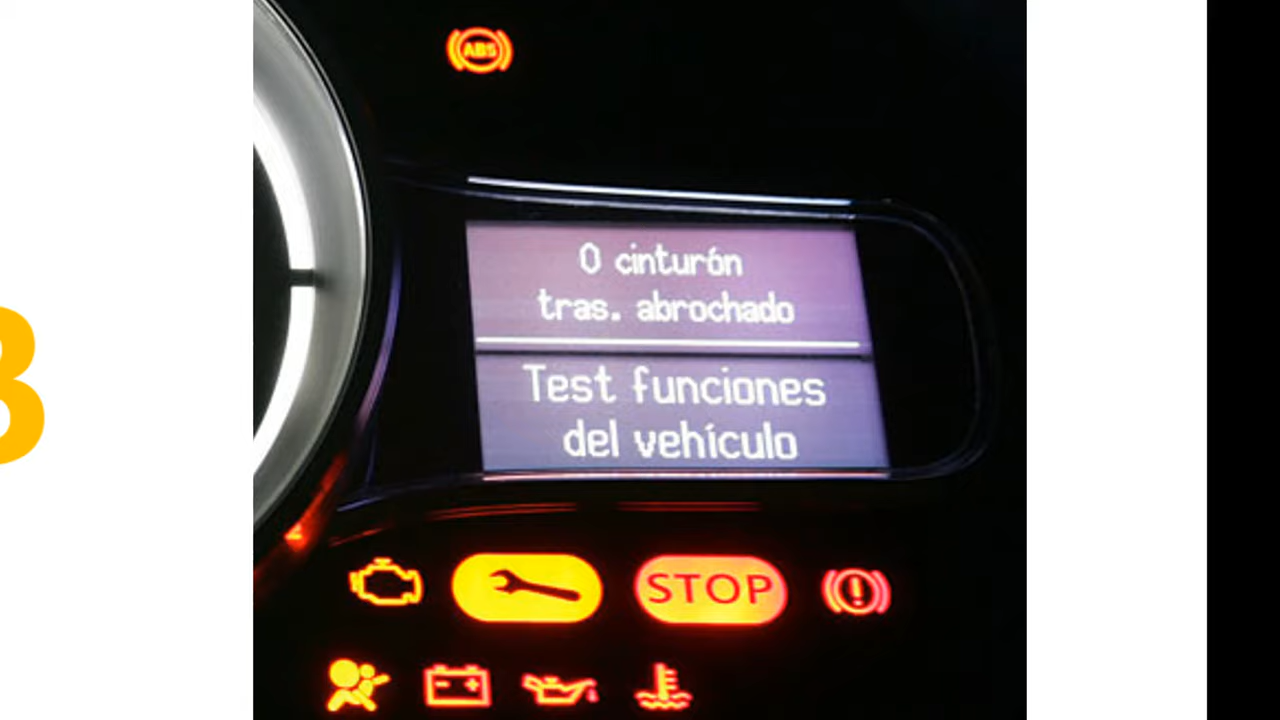 ABS
0 cinturón
tras. abrochado
Test funciones
del vehículo
STOP